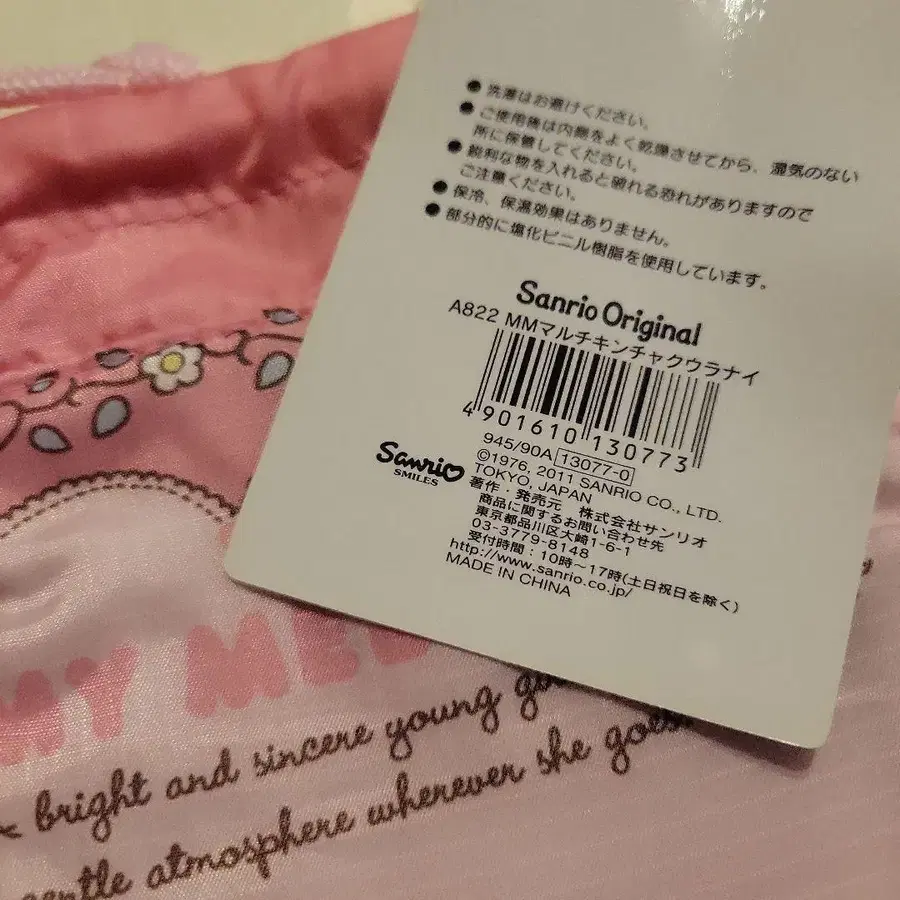 ● 洗濯はお避けください。
● ご使用後は内側をよく乾燥させてから、湿気のない
所に保管してください。
● 鋭利な物を入れると破れる恐れがありますので
ご注意ください。
● 保冷、保温効果はありません。
● 部分的に塩化ビニル樹脂を使用しています。
Sanrio Original
A822 MMマルチキンチャクウラナイ
4901610130773
945/90A 13077-0
Sanrio
SMILES
©1976, 2011 SANRIO CO., LTD.
TOKYO, JAPAN
著作・発売元 株式会社サンリオ
商品に関するお問い合わせ先
東京都品川区大崎1-6-1
03-3779-8148
受付時間:10時~17時(土日祝日を除く)
http://www.sanrio.co.jp/
MADE IN CHINA
MY
bright and sincere young
gentle atmosphere wherever she goes